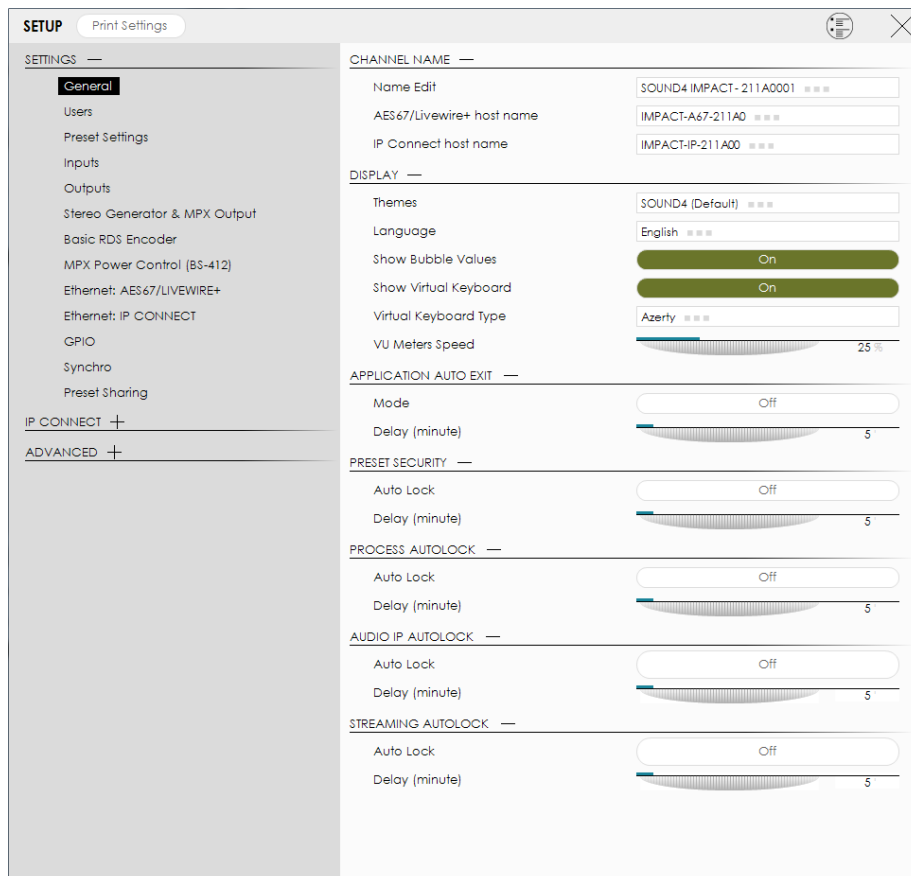 SETUP Print Settings
SETTINGS
General
Users
Preset Settings
Inputs
Outputs
Stereo Generator & MPX Output
Basic RDS Encoder
MPX Power Control (BS-412)
Ethernet: AES67/LIVEWIRE+
Ethernet: IP CONNECT
GPIO
Synchro
Preset Sharing
IP CONNECT
ADVANCED
CHANNEL NAME
Name Edit SOUND4 IMPACT - 211A0001
AES67/Livewire+ host name IMPACT-A67-211A0
IP Connect host name IMPACT-IP-211A00
DISPLAY
Themes SOUND4 (Default)
Language English
Show Bubble Values On
Show Virtual Keyboard On
Virtual Keyboard Type Azerty
VU Meters Speed 25 %
APPLICATION AUTO EXIT
Mode Off
Delay (minute) 5
PRESET SECURITY
Auto Lock Off
Delay (minute) 5
PROCESS AUTOLOCK
Auto Lock Off
Delay (minute) 5
AUDIO IP AUTOLOCK
Auto Lock Off
Delay (minute) 5
STREAMING AUTOLOCK
Auto Lock Off
Delay (minute) 5